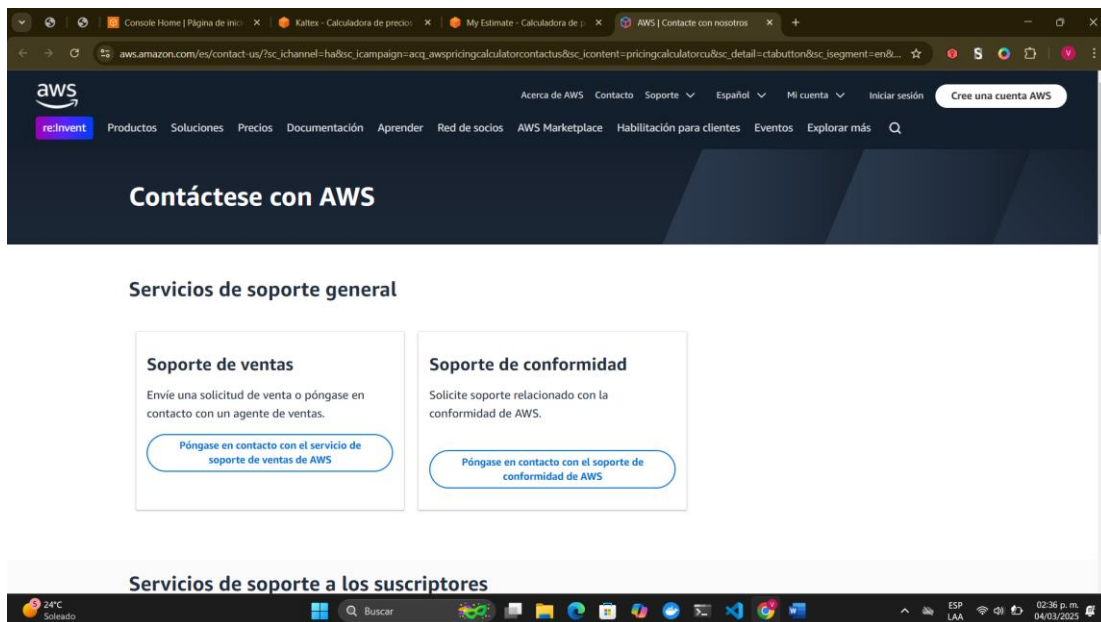 Console Home | Página de inici
Kaltex - Calculadora de precios
My Estimate - Calculadora de p
AWS | Contacte con nosotros
aws.amazon.com/es/contact-us/?sc_ichannel=ha&sc_icampaign=acq_awspricingcalculatorcontactus&sc_icontent=pricingcalculatorcu&sc_detail=ctabutton&sc_isegment=en&...
S
V
aws
Acerca de AWS Contacto Soporte Español Mi cuenta Iniciar sesión Cree una cuenta AWS
re:Invent Productos Soluciones Precios Documentación Aprender Red de socios AWS Marketplace Habilitación para clientes Eventos Explorar más
Contáctese con AWS
Servicios de soporte general
Soporte de ventas
Envíe una solicitud de venta o póngase en
contacto con un agente de ventas.
Póngase en contacto con el servicio de
soporte de ventas de AWS
Soporte de conformidad
Solicite soporte relacionado con la
conformidad de AWS.
Póngase en contacto con el soporte de
conformidad de AWS
Servicios de soporte a los suscriptores
5
24°C
Soleado
Buscar
ESP
LAA
02:36 p. m.
04/03/2025